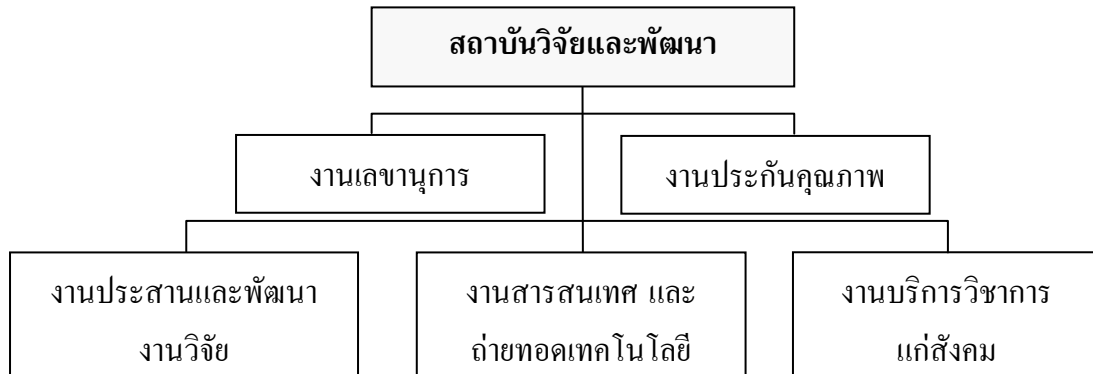 สถาบันวิจัยและพัฒนา
งานเลขานุการ
งานประกันคุณภาพ
งานประสานและพัฒนา
งานวิจัย
งานสารสนเทศ และ
ถ่ายทอดเทคโนโลยี
งานบริการวิชาการ
แก่สังคม